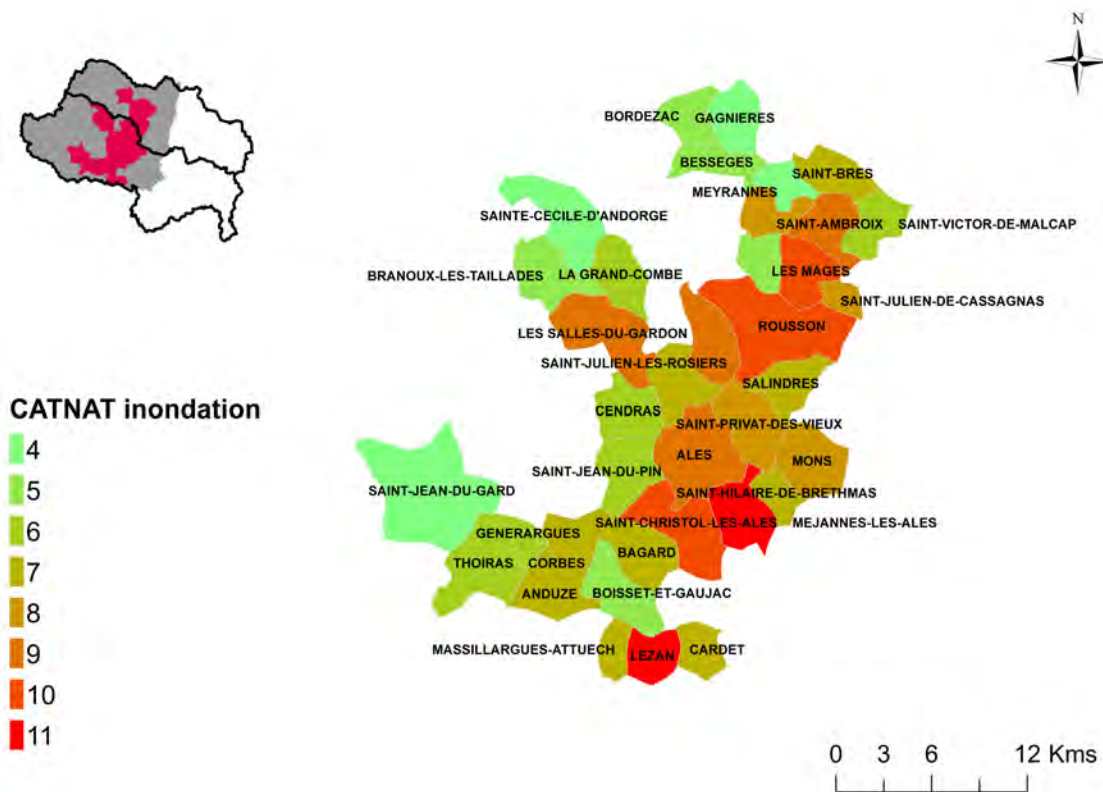 N
BORDEZAC
GAGNIERES
BESSEGES
MEYRANNES
SAINT-BRES
SAINTE-CECILE-D'ANDORGE
SAINT-AMBROIX
SAINT-VICTOR-DE-MALCAP
BRANOUX-LES-TAILLADES
LA GRAND-COMBE
LES MAGES
SAINT-JULIEN-DE-CASSAGNAS
LES SALLES-DU-GARDON
ROUSSON
SAINT-JULIEN-LES-ROSIERS
SALINDRES
CENDRAS
SAINT-PRIVAT-DES-VIEUX
ALES
MONS
SAINT-JEAN-DU-PIN
SAINT-JEAN-DU-GARD
SAINT-HILAIRE-DE-BRETHMAS
SAINT-CHRISTOL-LES-ALES
MEJANNES-LES-ALES
GENERARGUES
BAGARD
THOIRAS
CORBES
ANDUZE
BOISSET-ET-GAUJAC
MASSILLARGUES-ATTUECH
LEZAN
CARDET
CATNAT inondation
4
5
6
7
8
9
10
11
0 3 6 12 Kms